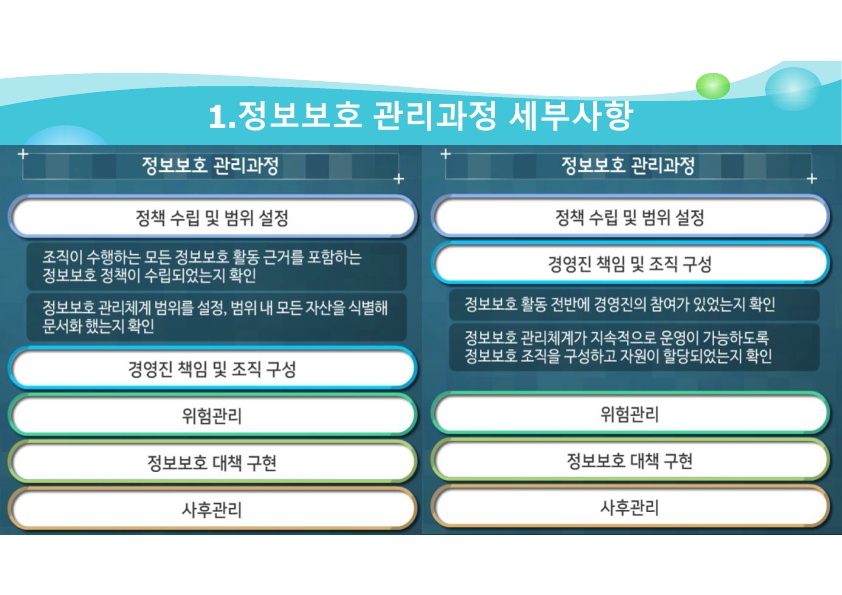 1.정보보호 관리과정 세부사항
정보보호 관리과정
정책 수립 및 범위 설정
조직이 수행하는 모든 정보보호 활동 근거를 포함하는
정보보호 정책이 수립되었는지 확인
정보보호 관리체계 범위를 설정, 범위 내 모든 자산을 식별해
문서화 했는지 확인
경영진 책임 및 조직 구성
위험관리
정보보호 대책 구현
사후관리
정보보호 관리과정
정책 수립 및 범위 설정
경영진 책임 및 조직 구성
정보보호 활동 전반에 경영진의 참여가 있었는지 확인
정보보호 관리체계가 지속적으로 운영이 가능하도록
정보보호 조직을 구성하고 자원이 할당되었는지 확인
위험관리
정보보호 대책 구현
사후관리